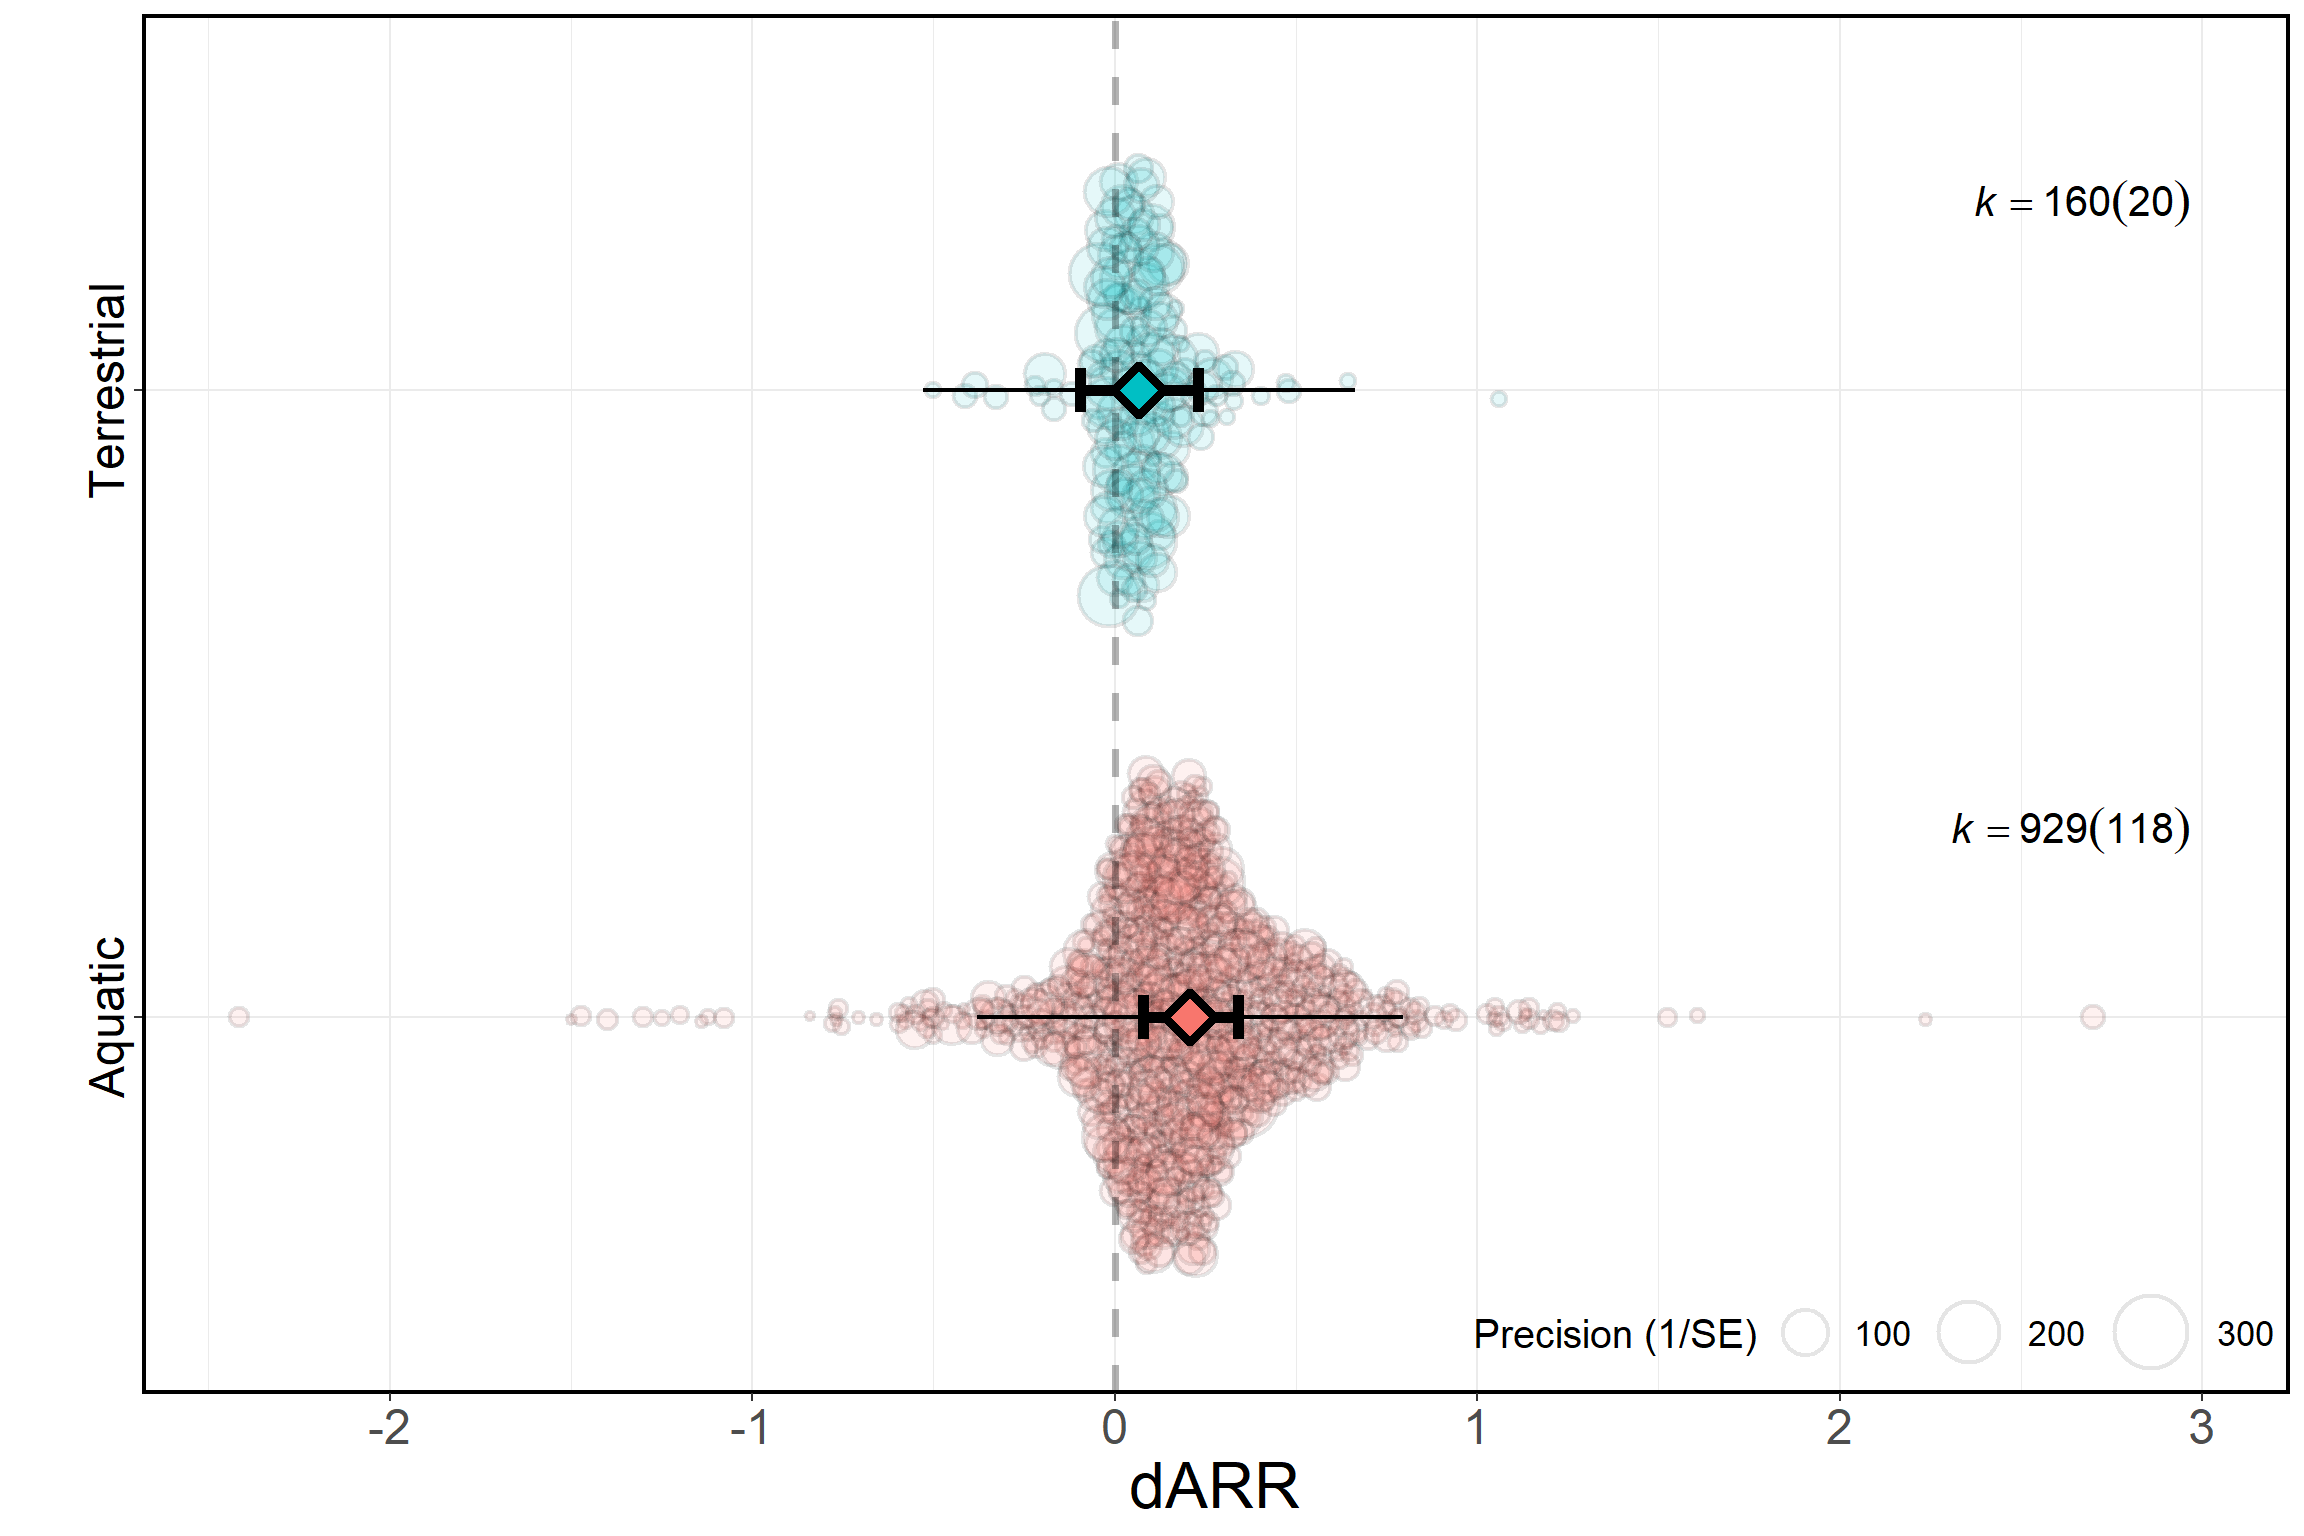 Terrestrial
k = 160(20)
Aquatic
k = 929(118)
Precision (1/SE) 100 200 300
-2 -1 0 1 2 3
dARR